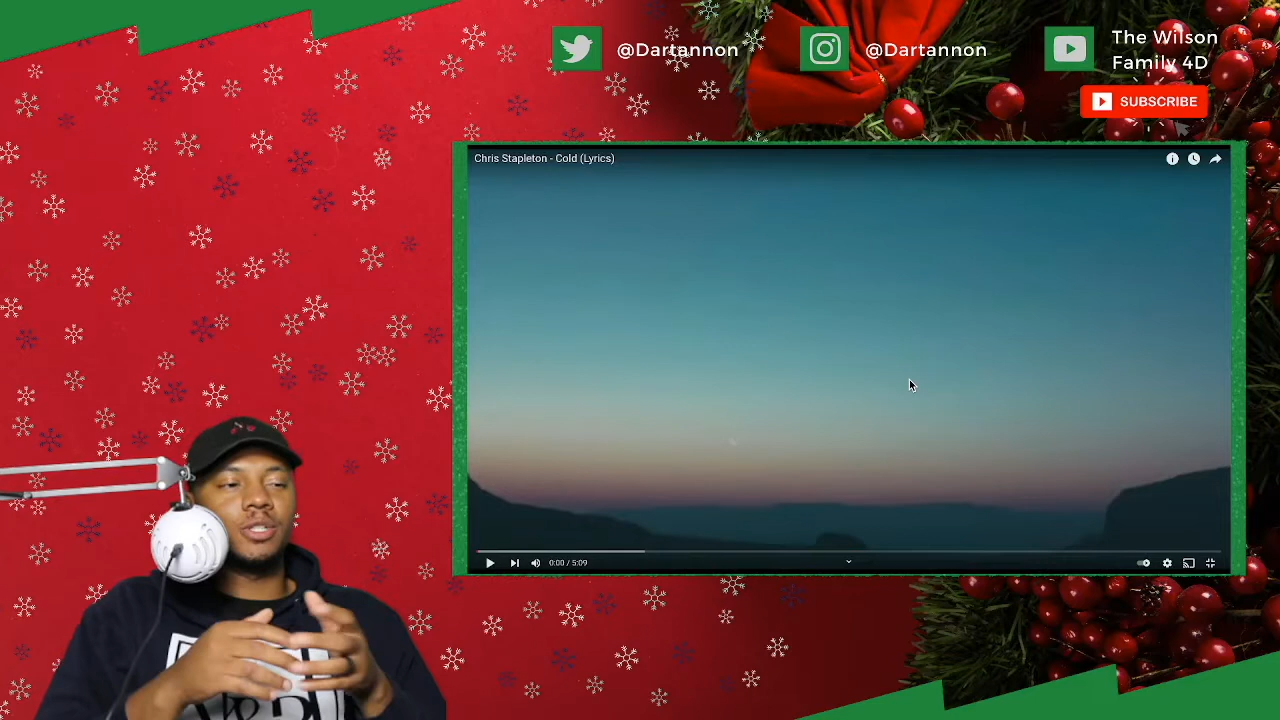 @Dartannon
@Dartannon
The Wilson
Family 4D
SUBSCRIBE
Chris Stapleton - Cold (Lyrics)
0:00 / 5:09